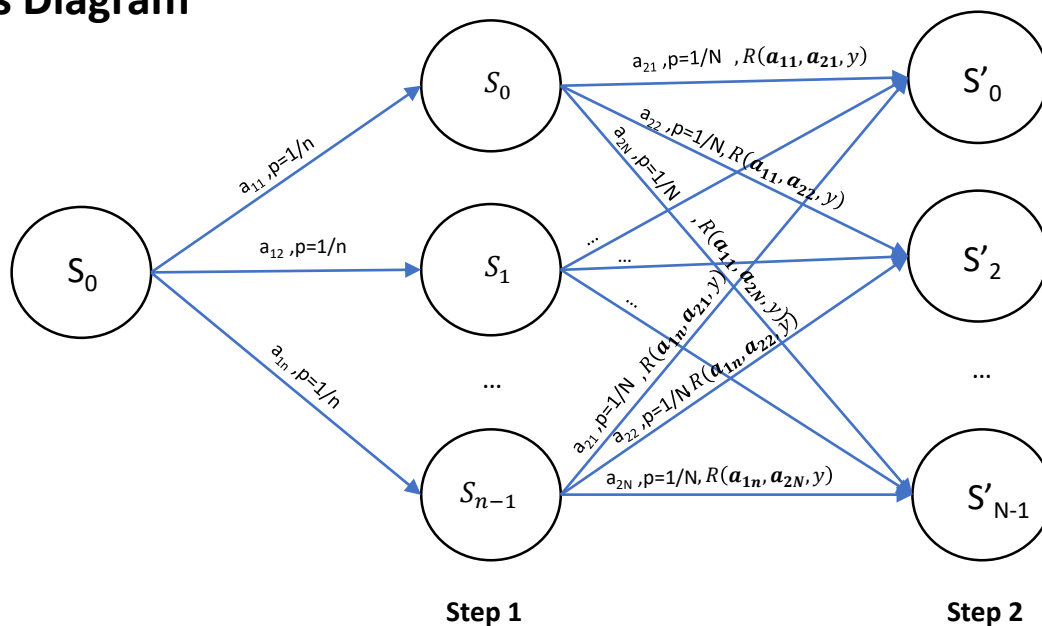 s Diagram
S0
a11 ,p=1/n
a12 ,p=1/n
a1n ,p=1/n
S0
S1
...
Sn−1
a21 ,p=1/N , R(a11, a21, y)
a22 ,p=1/N, R(a11, a22, y)
a2N ,p=1/N , R(a11, a2N, y)
...
...
...
a21 ,p=1/N , R(a1n, a21, y)
a22 ,p=1/N, R(a1n, a22, y)
a2N ,p=1/N, R(a1n, a2N, y)
S’0
S’2
...
S’N-1
Step 1
Step 2